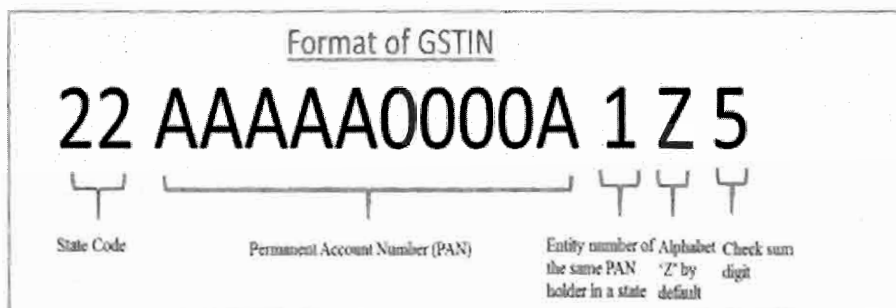 Format of GSTIN
22 AAAAA0000A 1 Z 5
State Code
Permanent Account Number (PAN)
Entity number of
the same PAN
holder in a state
Alphabet
'Z' by
default
Check sum
digit